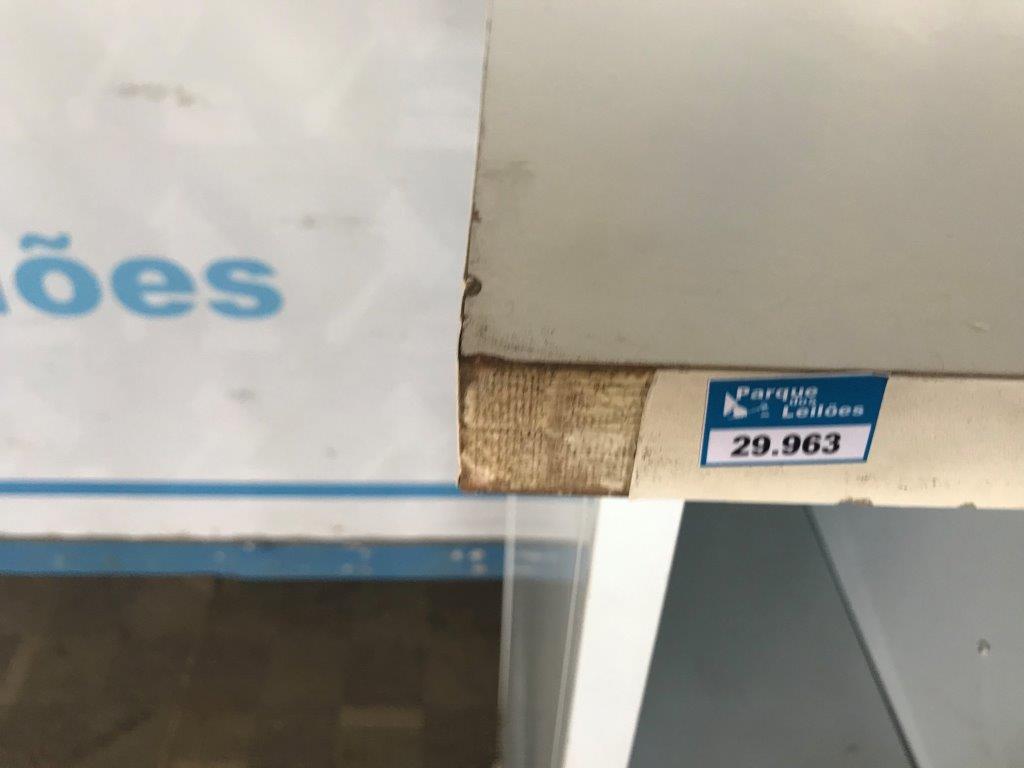 ões
Parque
dos
Leilões
29.963